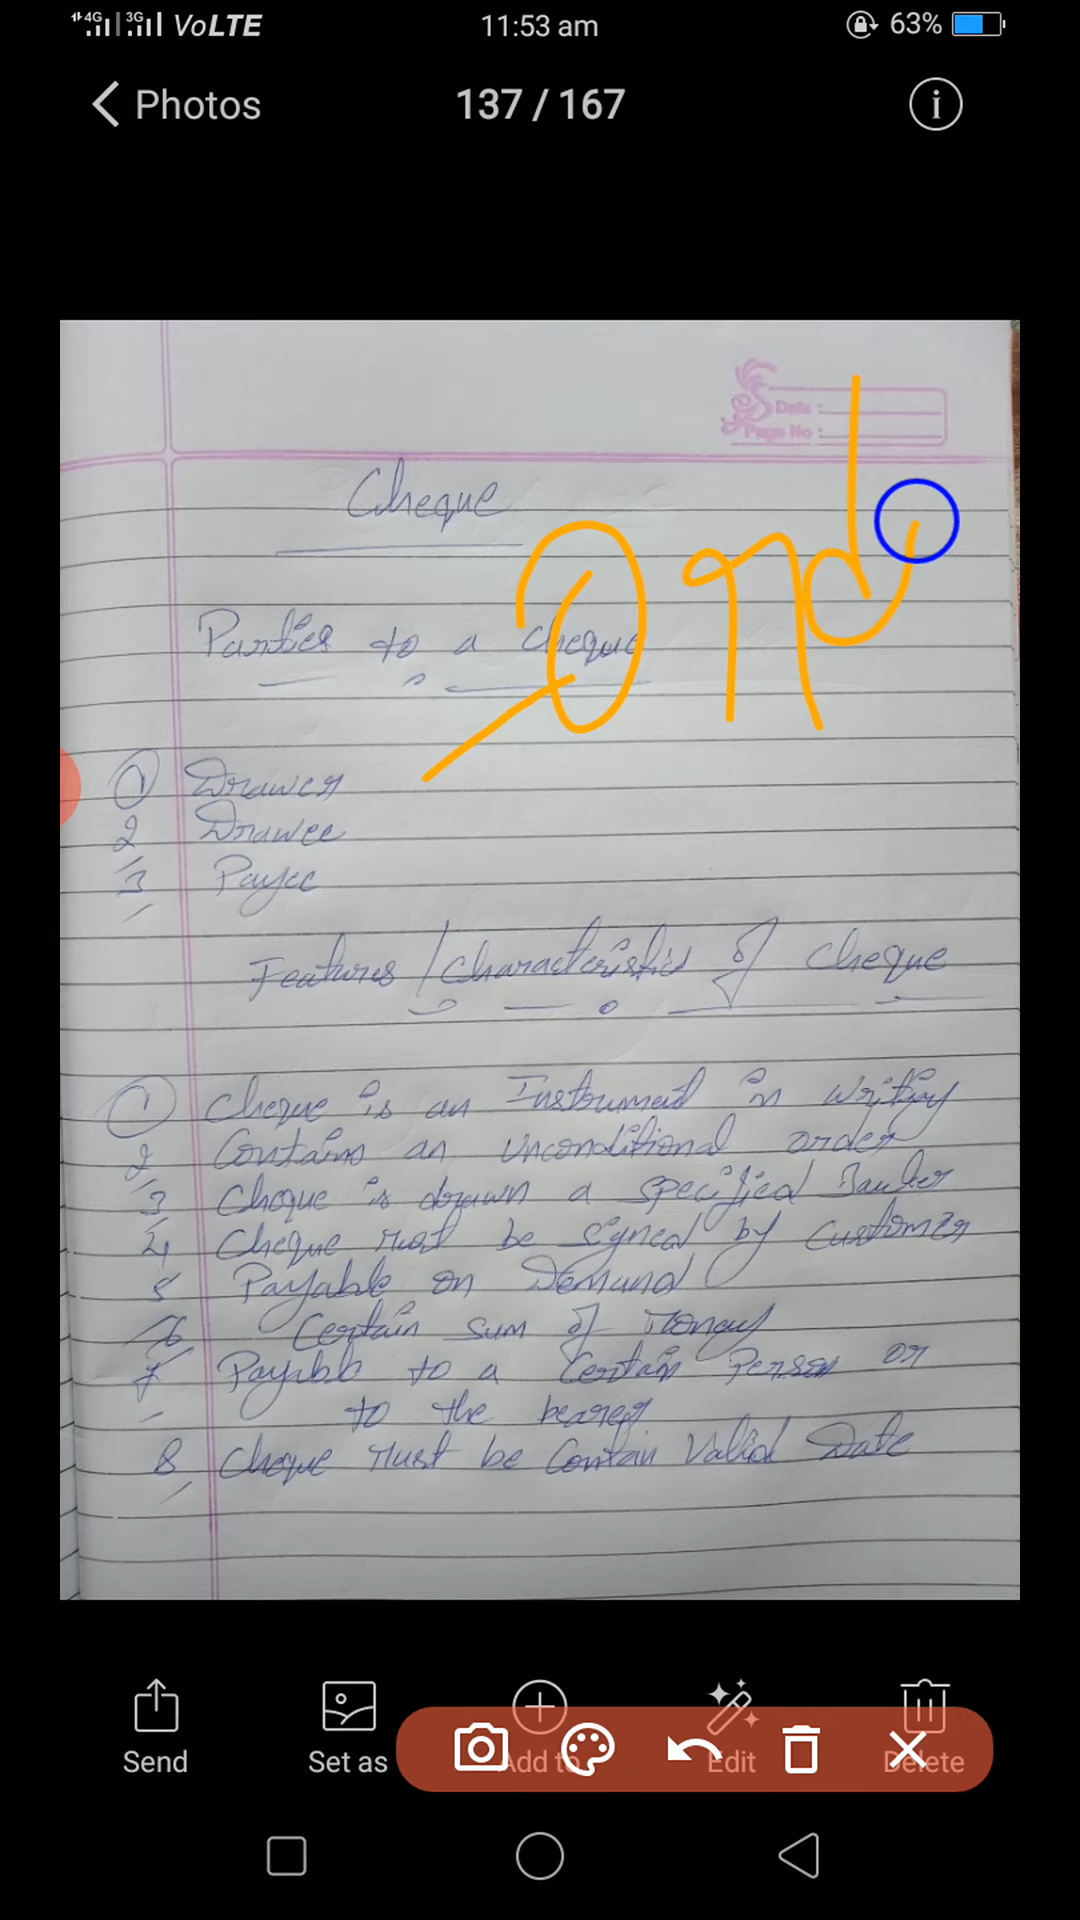 4G 3G VoLTE 11:53 am 63%
Photos 137 / 167
Date :
Page No :
Cheque
Parties to a cheque
1 Drawer
2 Drawee
3 Payee
Features / Characteristics of cheque
1 Cheque is an Instrument in writing
2 Contains an unconditional order
3 Cheque is drawn a specified Banker
4 Cheque must be signed by customer
5 Payable on Demand
6 Certain sum of Money
7 Payable to a Certain Person or
to the bearer
8 Cheque must be Contain Valid Date
Send Set as Add to Edit Delete